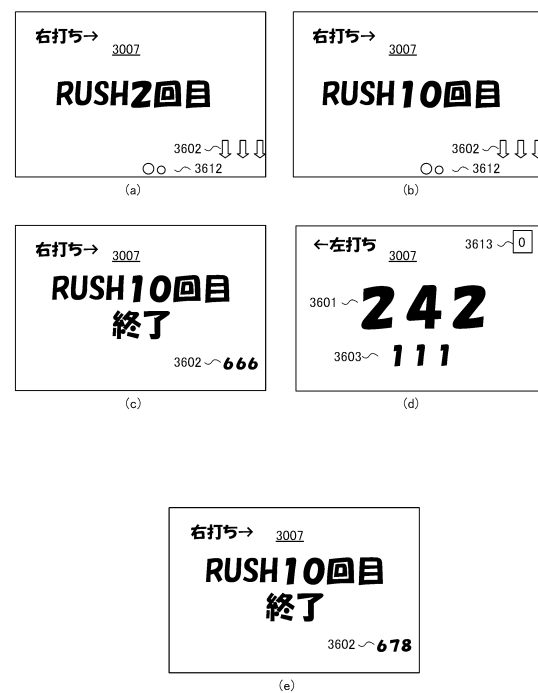 右打ち→
3007
RUSH2回目
3602
3612
(a)
右打ち→
3007
RUSH10回目
3602
3612
(b)
右打ち→
3007
RUSH10回目
終了
3602 666
(c)
←左打ち
3007
3613 0
3601 242
3603 111
(d)
右打ち→
3007
RUSH10回目
終了
3602 678
(e)